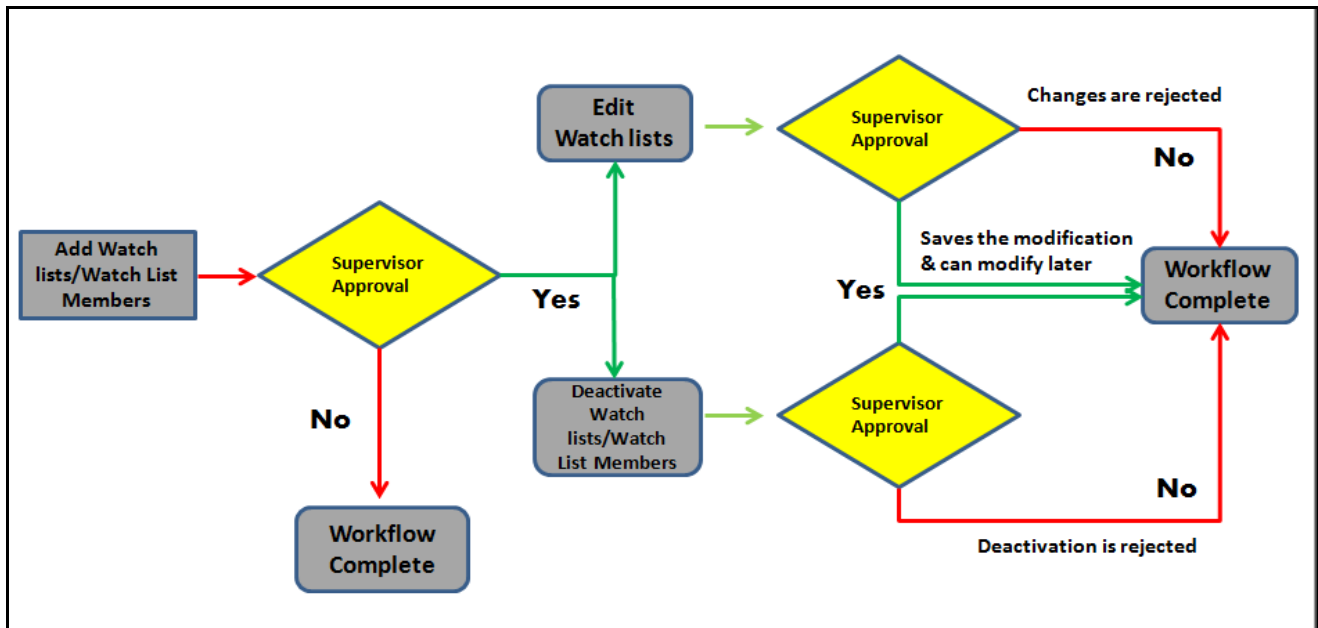 Add Watch
lists/Watch List
Members
Supervisor
Approval
Yes
No
Workflow
Complete
Edit
Watch lists
Supervisor
Approval
Changes are rejected
No
Saves the modification
& can modify later
Yes
Workflow
Complete
Deactivate
Watch
lists/Watch
List Members
Supervisor
Approval
No
Deactivation is rejected